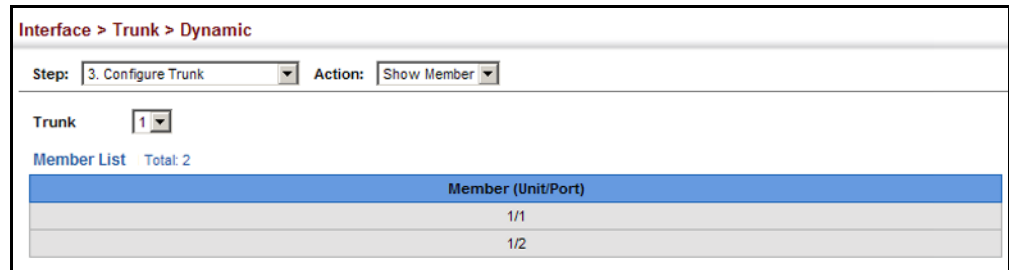 Interface > Trunk > Dynamic
Step: 3. Configure Trunk Action: Show Member
Trunk 1
Member List Total: 2
Member (Unit/Port)
1/1
1/2